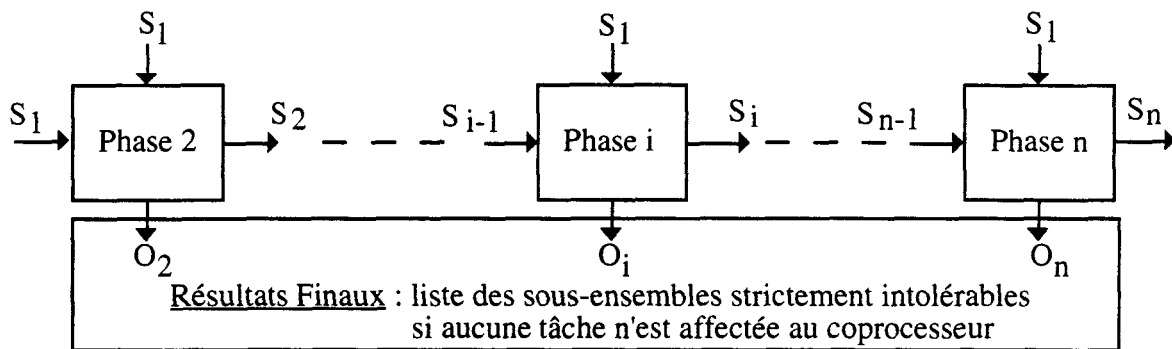 S1 S1 S1
S1 Phase 2 S2 Si-1 Phase i Si Sn-1 Phase n Sn
O2 Oi On
Résultats Finaux : liste des sous-ensembles strictement intolérables
si aucune tâche n'est affectée au coprocesseur